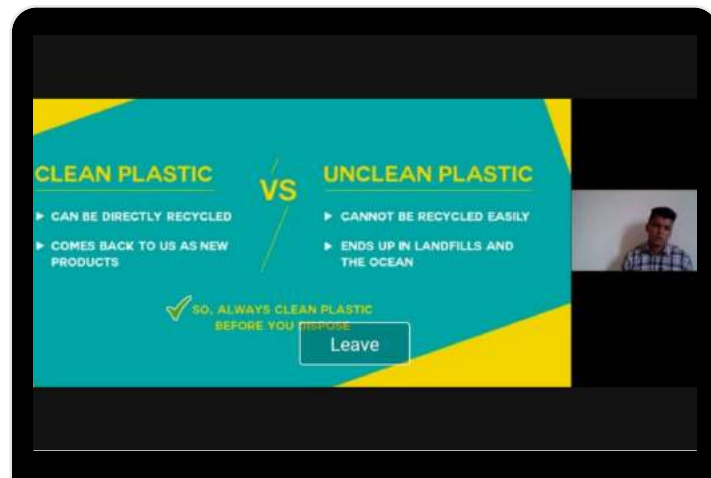 CLEAN PLASTIC
▶ CAN BE DIRECTLY RECYCLED
▶ COMES BACK TO US AS NEW
PRODUCTS
VS
UNCLEAN PLASTIC
▶ CANNOT BE RECYCLED EASILY
▶ ENDS UP IN LANDFILLS AND
THE OCEAN
SO, ALWAYS CLEAN PLASTIC
BEFORE YOU DISPOSE
Leave